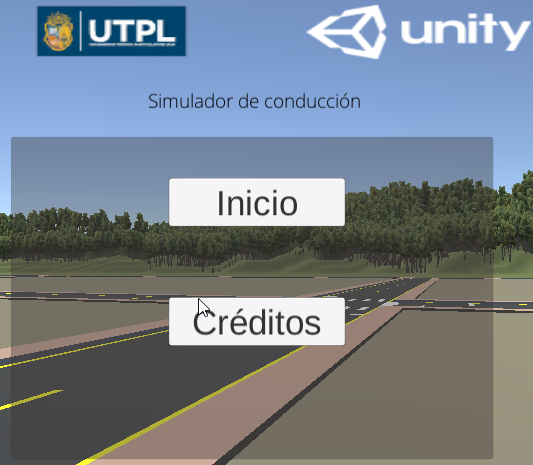 UTPL
unity
Simulador de conducción
Inicio
Créditos